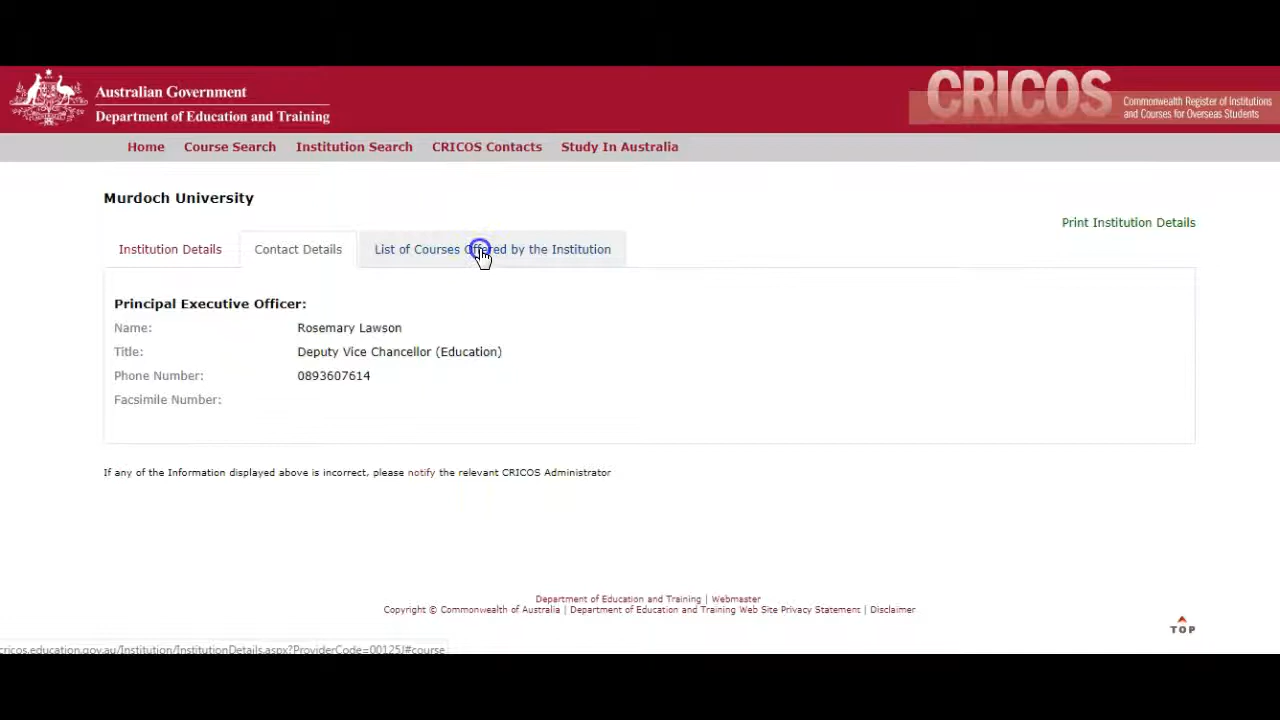 Australian Government
Department of Education and Training
CRICOS
Commonwealth Register of Institutions
and Courses for Overseas Students
Home Course Search Institution Search CRICOS Contacts Study In Australia
Murdoch University
Print Institution Details
Institution Details Contact Details List of Courses Offered by the Institution
Principal Executive Officer:
Name: Rosemary Lawson
Title: Deputy Vice Chancellor (Education)
Phone Number: 0893607614
Facsimile Number:
If any of the Information displayed above is incorrect, please notify the relevant CRICOS Administrator
Department of Education and Training | Webmaster
Copyright © Commonwealth of Australia | Department of Education and Training Web Site Privacy Statement | Disclaimer
TOP
cricos.education.gov.au/Institution/InstitutionDetails.aspx?ProviderCode=00125J#course